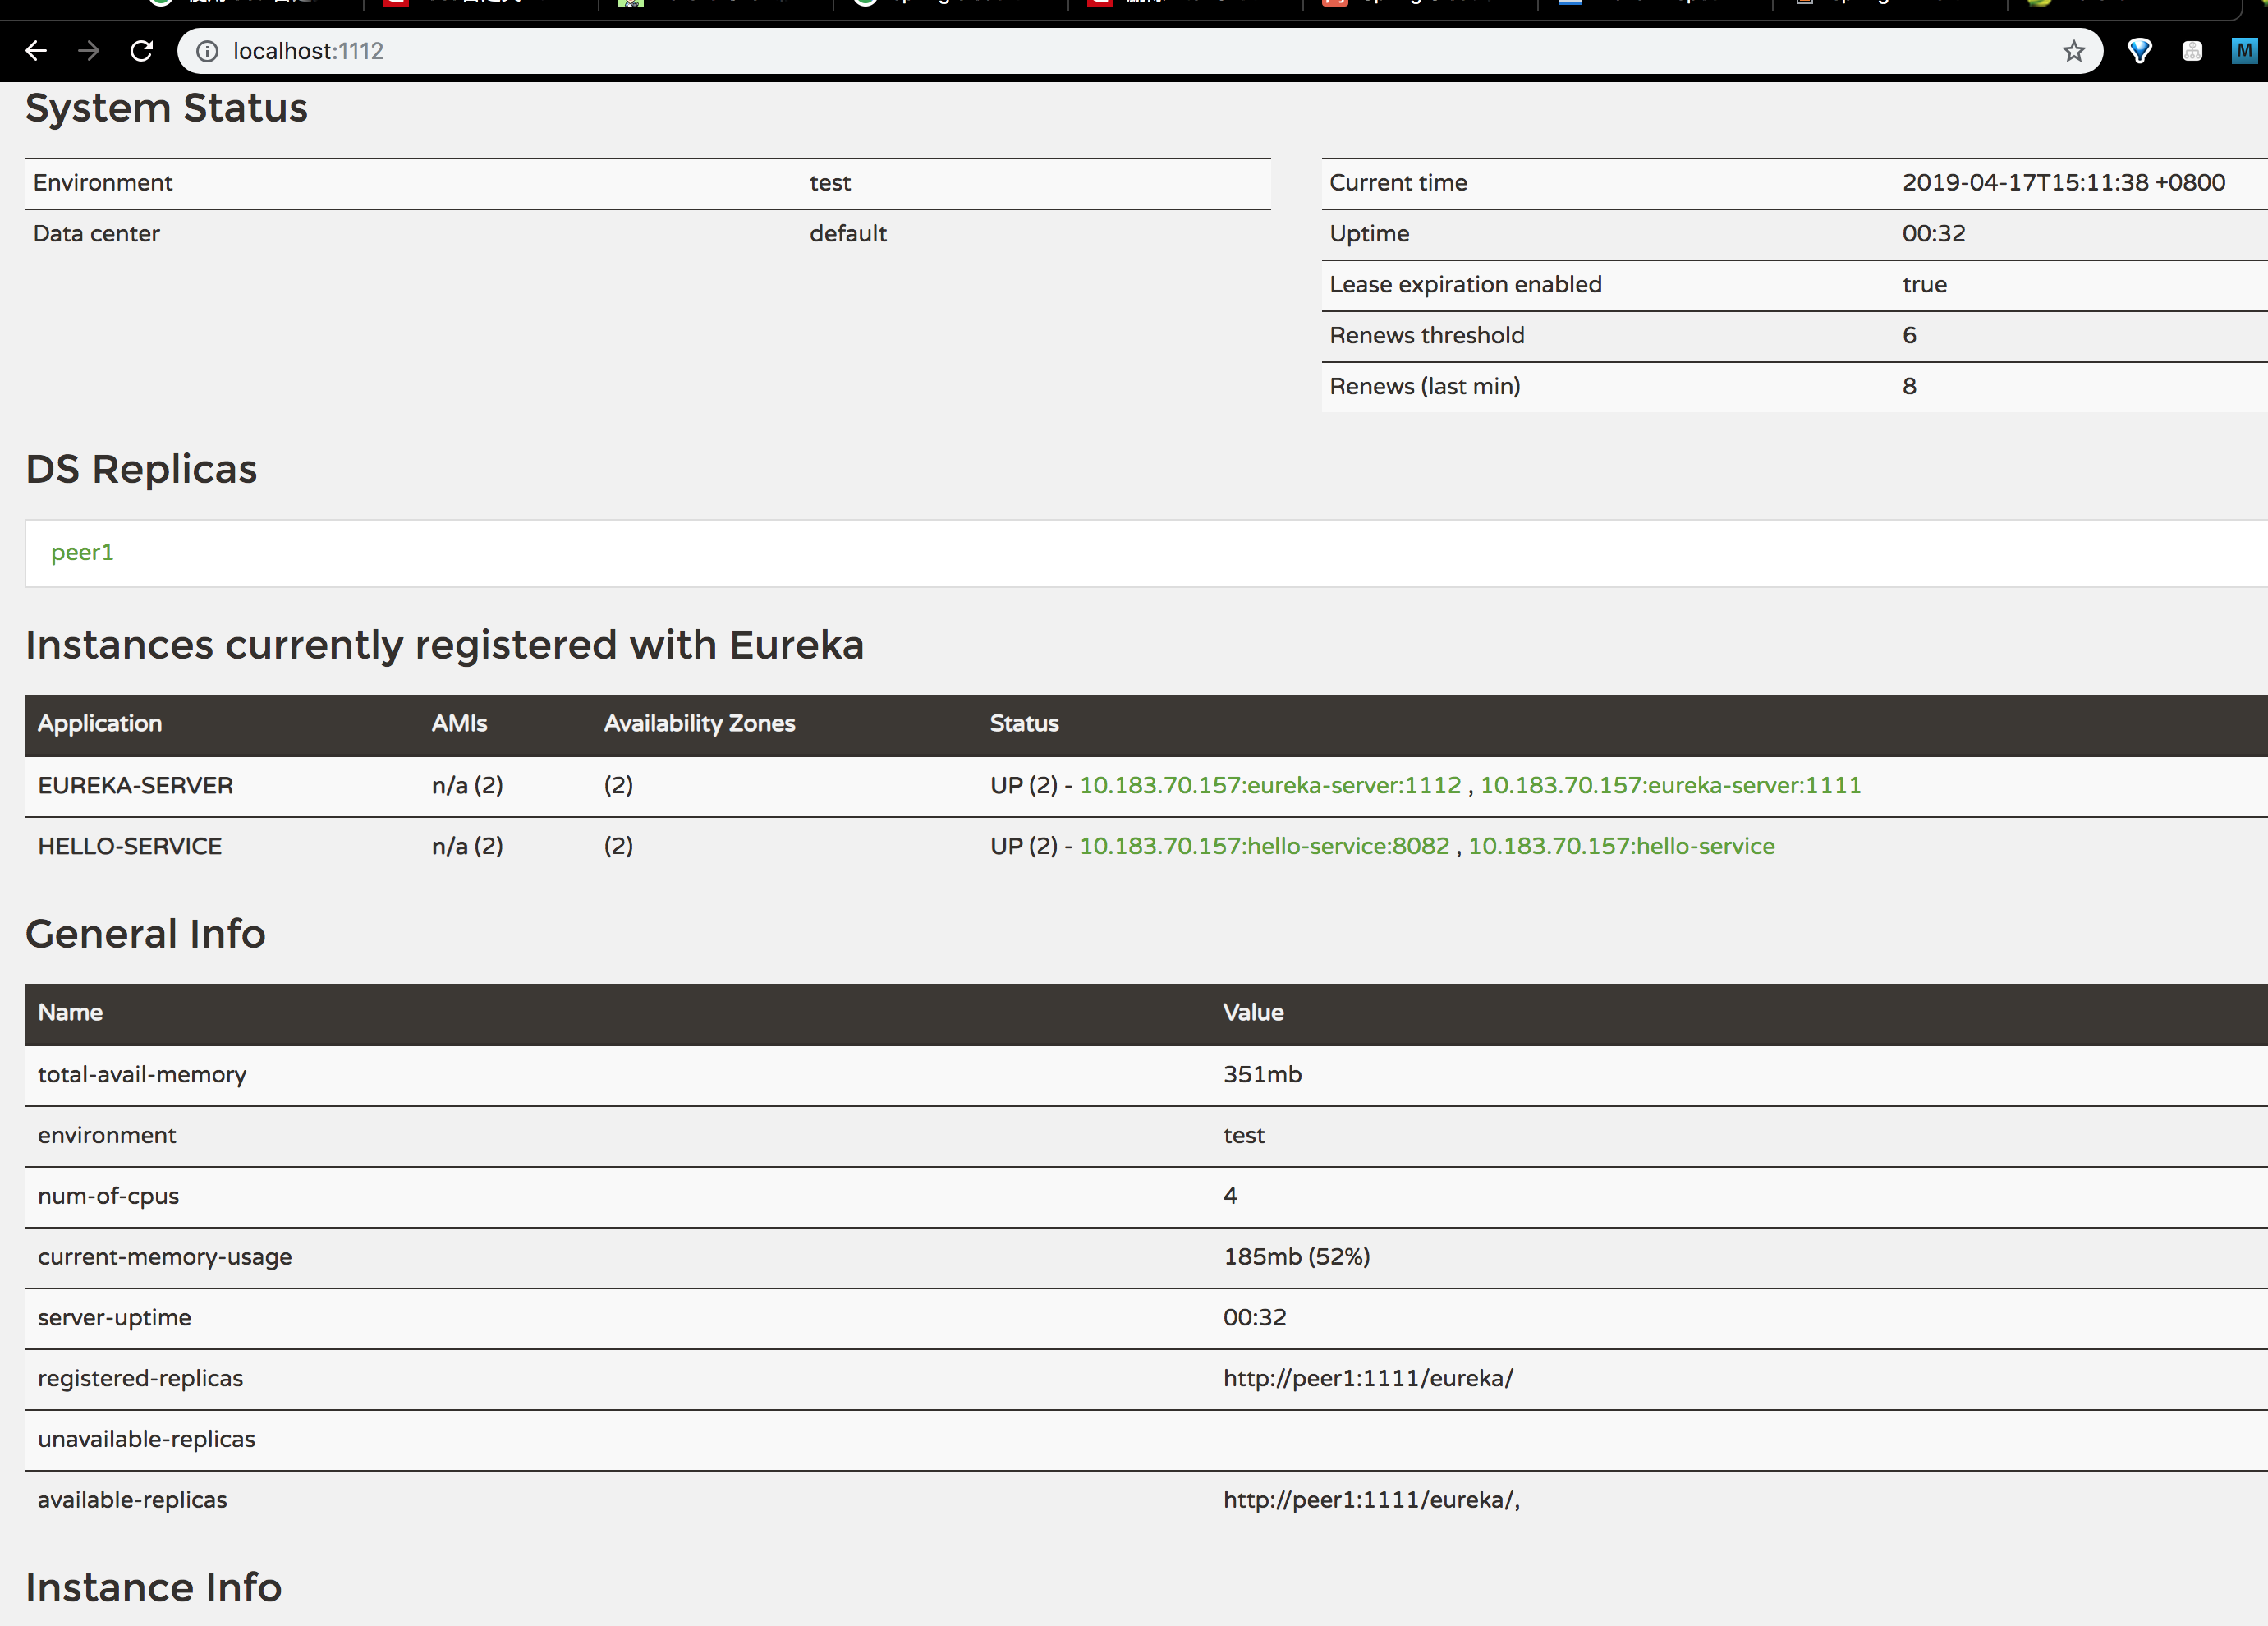 localhost:1112
M
System Status
Environment test
Data center default
Current time 2019-04-17T15:11:38 +0800
Uptime 00:32
Lease expiration enabled true
Renews threshold 6
Renews (last min) 8
DS Replicas
peer1
Instances currently registered with Eureka
Application AMIs Availability Zones Status
EUREKA-SERVER n/a (2) (2) UP (2) - 10.183.70.157:eureka-server:1112 , 10.183.70.157:eureka-server:1111
HELLO-SERVICE n/a (2) (2) UP (2) - 10.183.70.157:hello-service:8082 , 10.183.70.157:hello-service
General Info
Name Value
total-avail-memory 351mb
environment test
num-of-cpus 4
current-memory-usage 185mb (52%)
server-uptime 00:32
registered-replicas http://peer1:1111/eureka/
unavailable-replicas
available-replicas http://peer1:1111/eureka/,
Instance Info